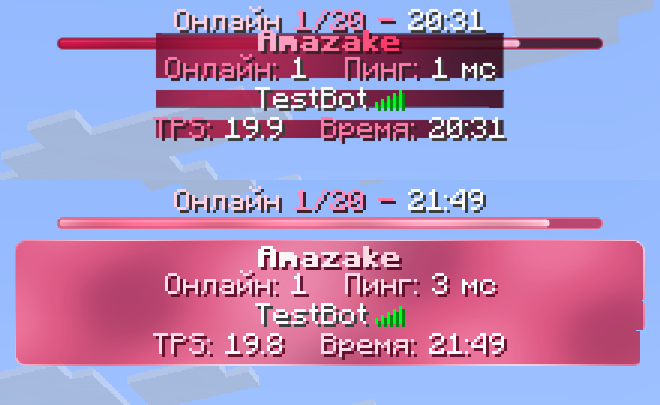 Онлайн 1/20 - 20:31
Amazake
Онлайн: 1 Пинг: 1 мс
TestBot
TPS: 19.9 Время: 20:31
Онлайн 1/20 - 21:49
Amazake
Онлайн: 1 Пинг: 3 мс
TestBot
TPS: 19.8 Время: 21:49